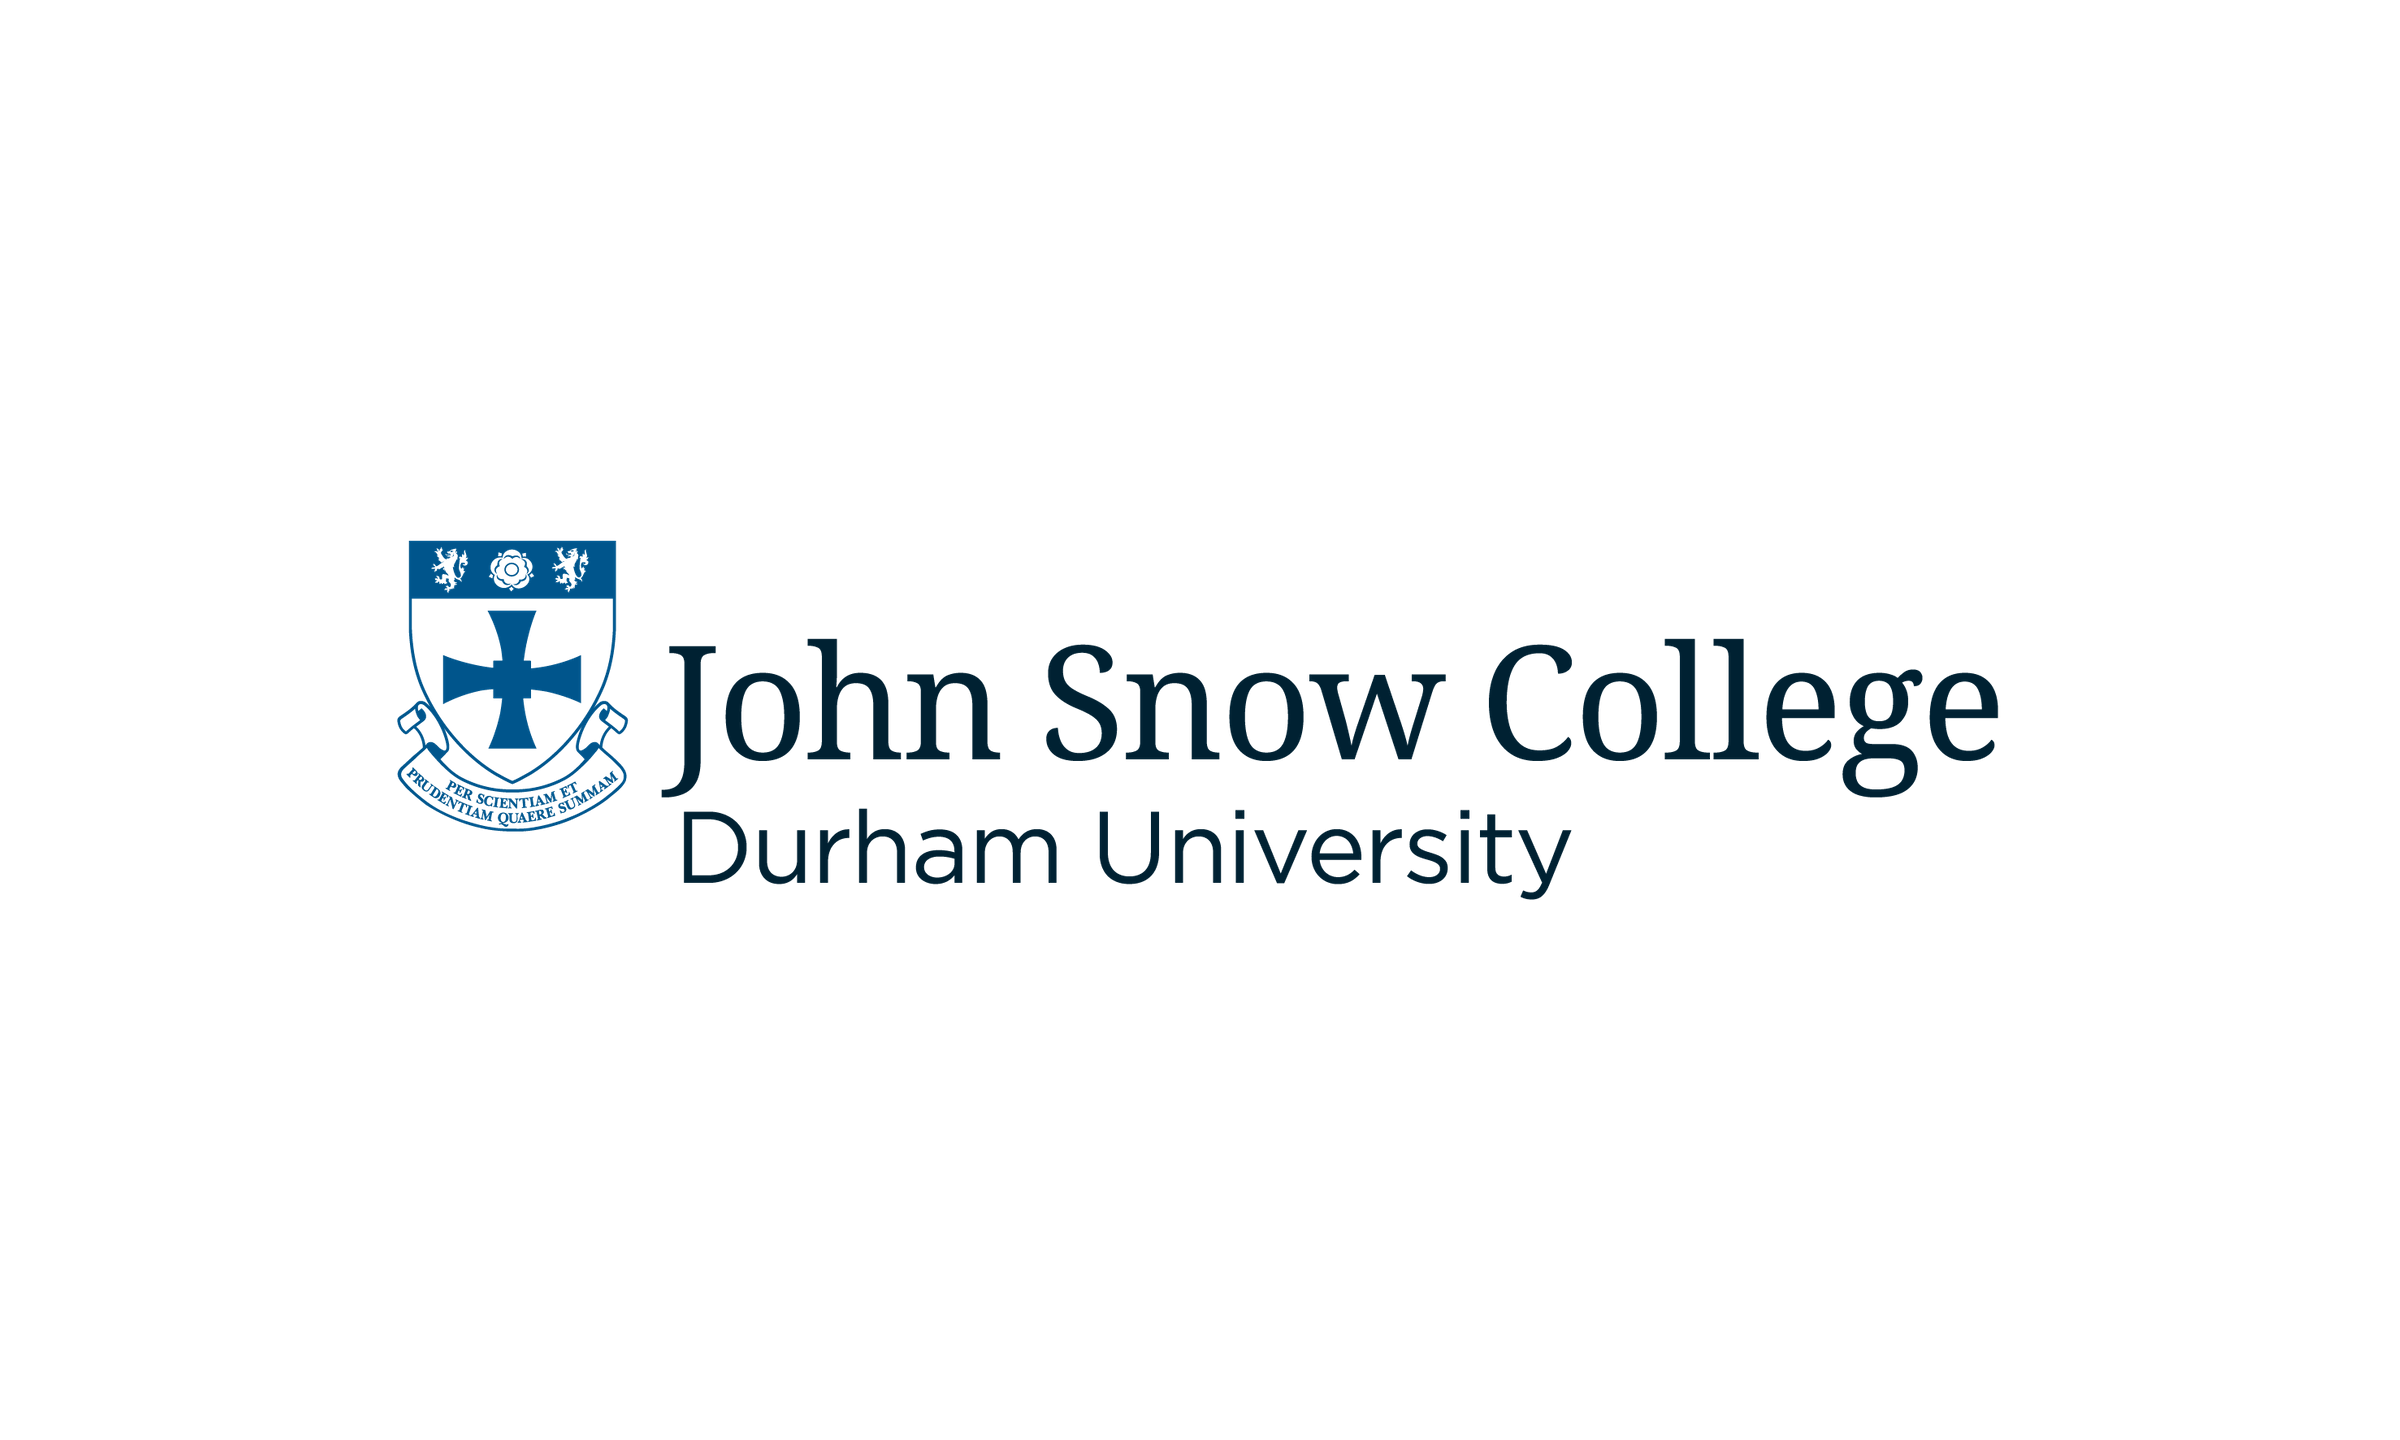 John Snow College
Durham University
PER SCIENTIAM ET
PRUDENTIAM QUAERE SUMMAM